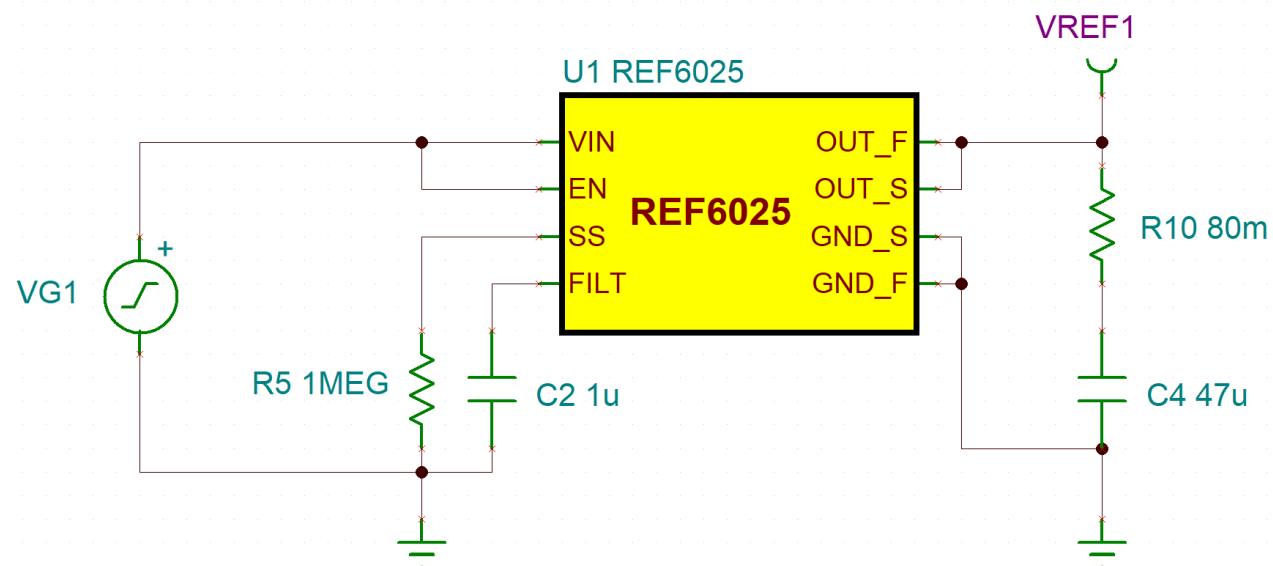 VREF1
U1 REF6025
VIN
OUT_F
EN
OUT_S
REF6025
R10 80m
SS
GND_S
+
FILT
GND_F
VG1
R5 1MEG
C2 1u
C4 47u